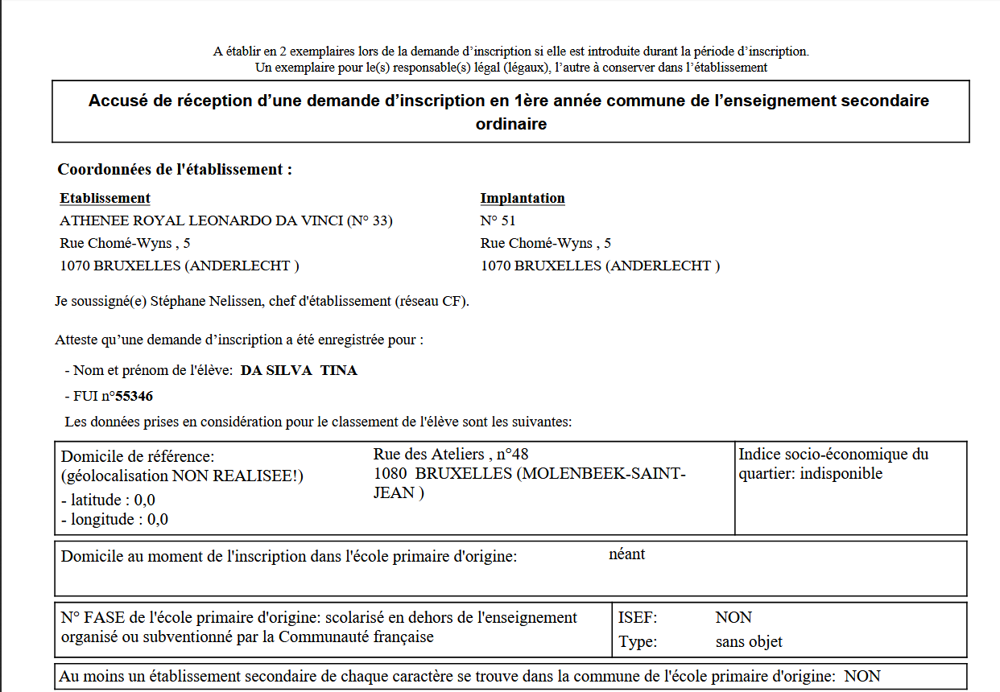 A établir en 2 exemplaires lors de la demande d’inscription si elle est introduite durant la période d’inscription.
Un exemplaire pour le(s) responsable(s) légal (légaux), l’autre à conserver dans l’établissement
Accusé de réception d’une demande d’inscription en 1ère année commune de l’enseignement secondaire
ordinaire
Coordonnées de l'établissement :
Etablissement
ATHENEE ROYAL LEONARDO DA VINCI (N° 33)
Rue Chomé-Wyns , 5
1070 BRUXELLES (ANDERLECHT )
Implantation
N° 51
Rue Chomé-Wyns , 5
1070 BRUXELLES (ANDERLECHT )
Je soussigné(e) Stéphane Nelissen, chef d'établissement (réseau CF).
Atteste qu’une demande d’inscription a été enregistrée pour :
- Nom et prénom de l'élève: DA SILVA TINA
- FUI n°55346
Les données prises en considération pour le classement de l'élève sont les suivantes:
Domicile de référence:
(géolocalisation NON REALISEE!)
- latitude : 0,0
- longitude : 0,0
Rue des Ateliers , n°48
1080 BRUXELLES (MOLENBEEK-SAINT-
JEAN )
Indice socio-économique du
quartier: indisponible
Domicile au moment de l'inscription dans l'école primaire d'origine: néant
N° FASE de l'école primaire d'origine: scolarisé en dehors de l'enseignement
organisé ou subventionné par la Communauté française
ISEF: NON
Type: sans objet
Au moins un établissement secondaire de chaque caractère se trouve dans la commune de l'école primaire d'origine: NON